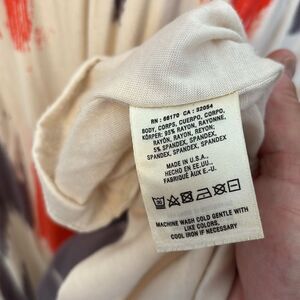 RN : 66170 CA : 32054
BODY, CORPS, CUERPO, CORPO,
KÖRPER: 95% RAYON, RAYONNE,
RAYÓN, RAYON, REYON;
5% SPANDEX, SPANDEX,
SPANDEX, SPANDEX, SPANDEX
MADE IN U.S.A.,
HECHO EN EE.UU.,
FABRIQUÉ AUX E.-U.
MACHINE WASH COLD GENTLE WITH
LIKE COLORS.
COOL IRON IF NECESSARY